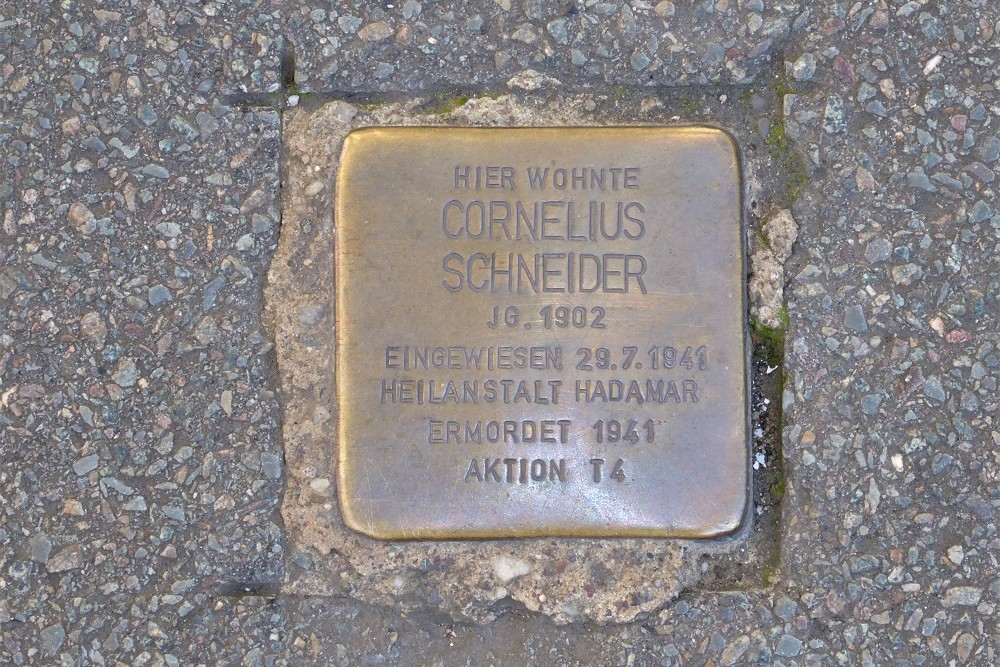 HIER WOHNTE
CORNELIUS
SCHNEIDER
JG. 1902
EINGEWIESEN 29.7.1941
HEILANSTALT HADAMAR
ERMORDET 1941
AKTION T4